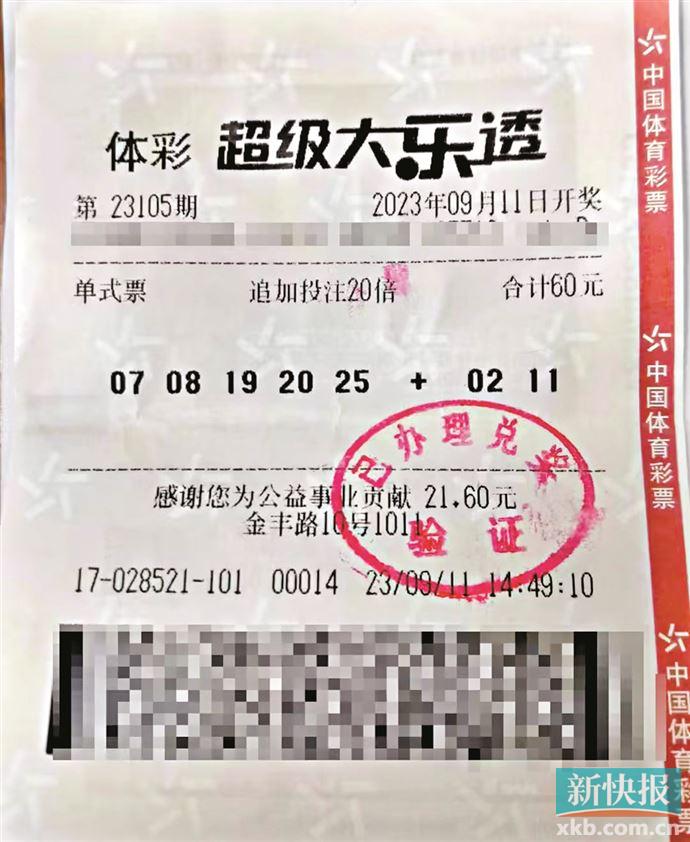 体彩 超级大乐透
第 23105期 2023年09月11日开奖
单式票 追加投注20倍 合计60元
07 08 19 20 25 + 02 11
感谢您为公益事业贡献 21.60元
金丰路10号1011
17-028521-101 00014 23/09/11 14:49:10
已办理兑奖
验证
中国体育彩票
中国体育彩票
中国体育彩票
新快报
xkb.com.cn